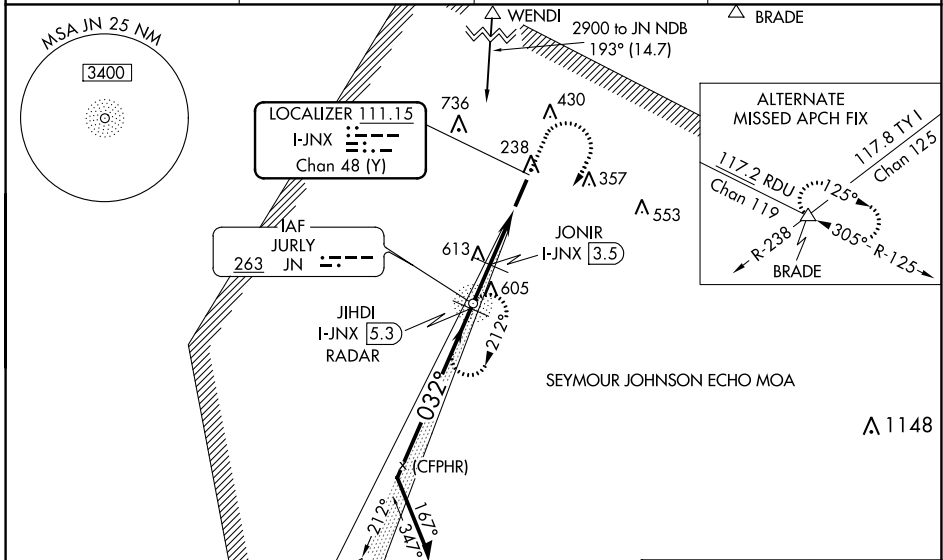 WENDI
BRADE
MSA JN 25 NM
3400
2900 to JN NDB
193° (14.7)
LOCALIZER 111.15
I-JNX
Chan 48 (Y)
736
430
238
357
553
ALTERNATE
MISSED APCH FIX
117.8 TYI
Chan 125
117.2 RDU
Chan 119
125°
305°
R-125
R-238
BRADE
IAF
JURLY
263 JN
613
JONIR
I-JNX 3.5
605
JIHDI
I-JNX 5.3
RADAR
212°
032°
SEYMOUR JOHNSON ECHO MOA
1148
(CFPHR)
212°
347°
167°